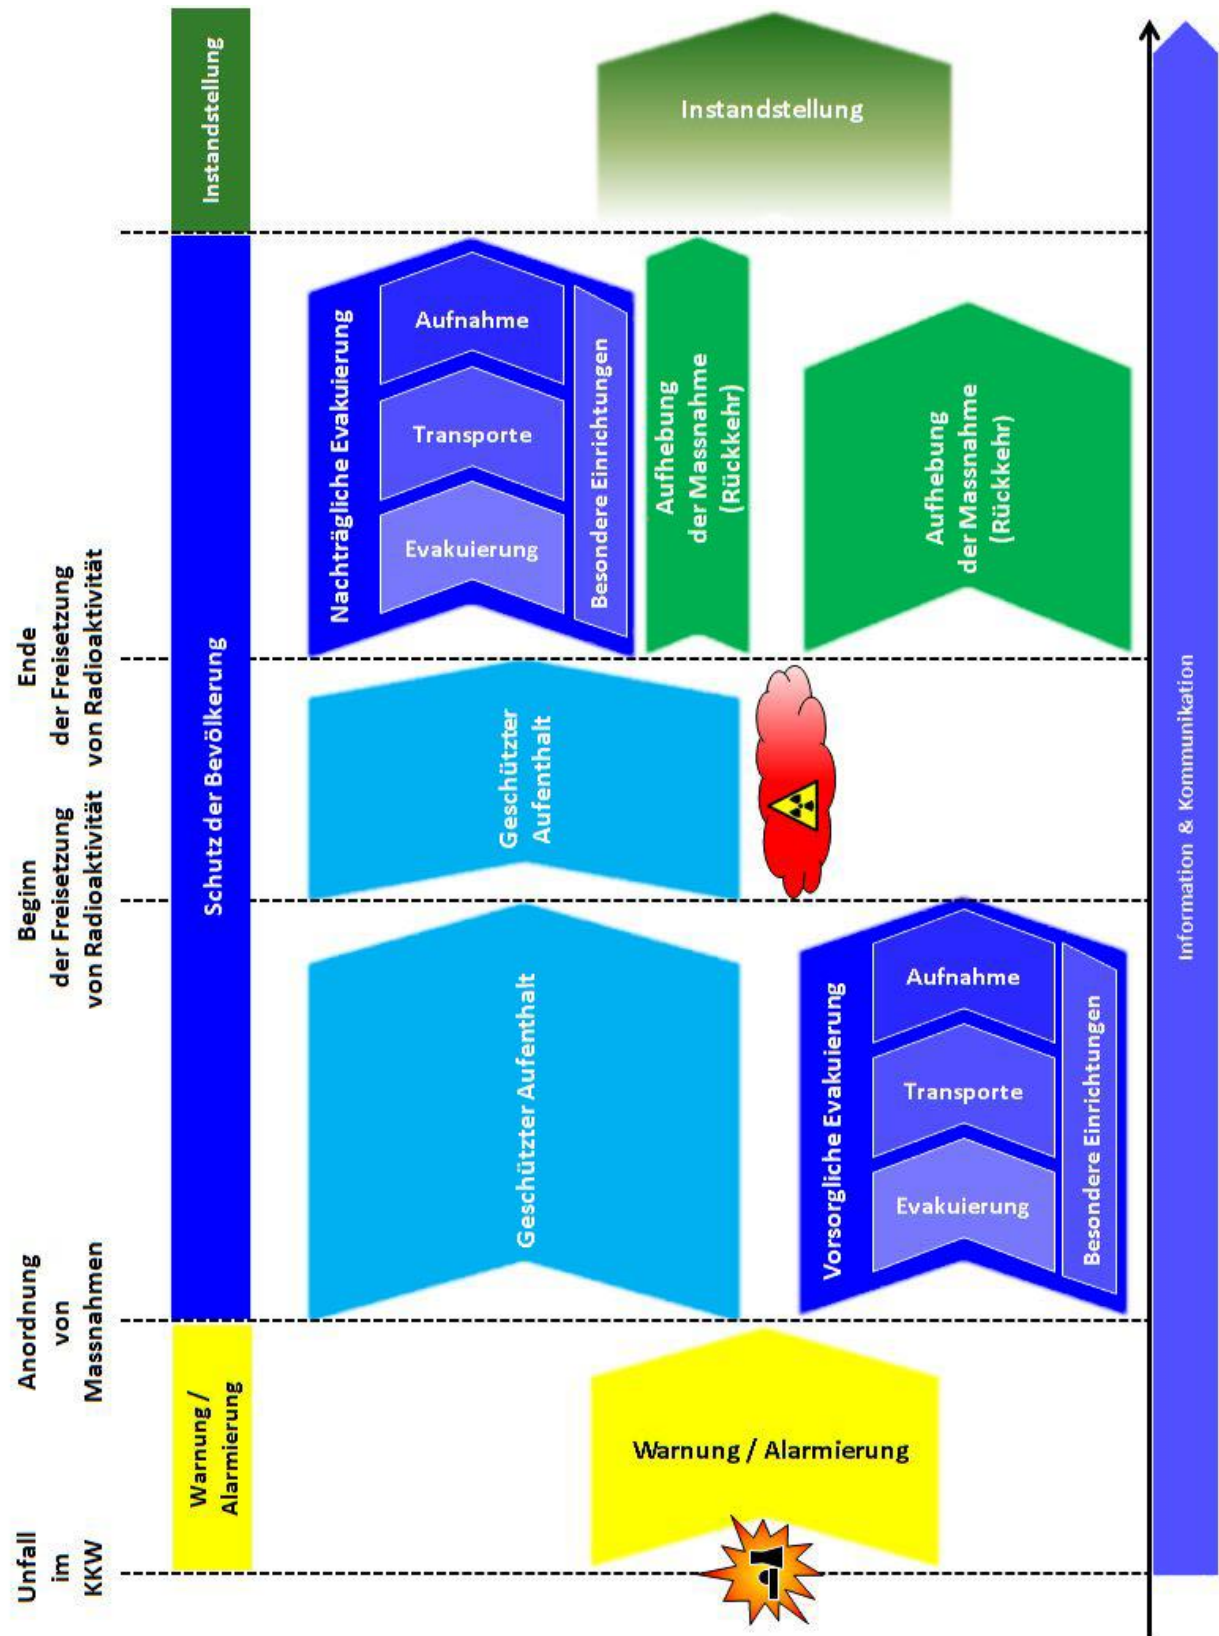 Unfall
im
KKW
Anordnung
von
Massnahmen
Beginn
der Freisetzung
von Radioaktivität
Ende
der Freisetzung
von Radioaktivität
Warnung /
Alarmierung
Schutz der Bevölkerung
Instandstellung
Instandstellung
Nachträgliche Evakuierung
Aufnahme
Transporte
Evakuierung
Besondere Einrichtungen
Aufhebung
der Massnahme
(Rückkehr)
Aufhebung
der Massnahme
(Rückkehr)
Geschützter
Aufenthalt
Geschützter Aufenthalt
Vorsorgliche Evakuierung
Aufnahme
Transporte
Evakuierung
Besondere Einrichtungen
Warnung / Alarmierung
Information & Kommunikation